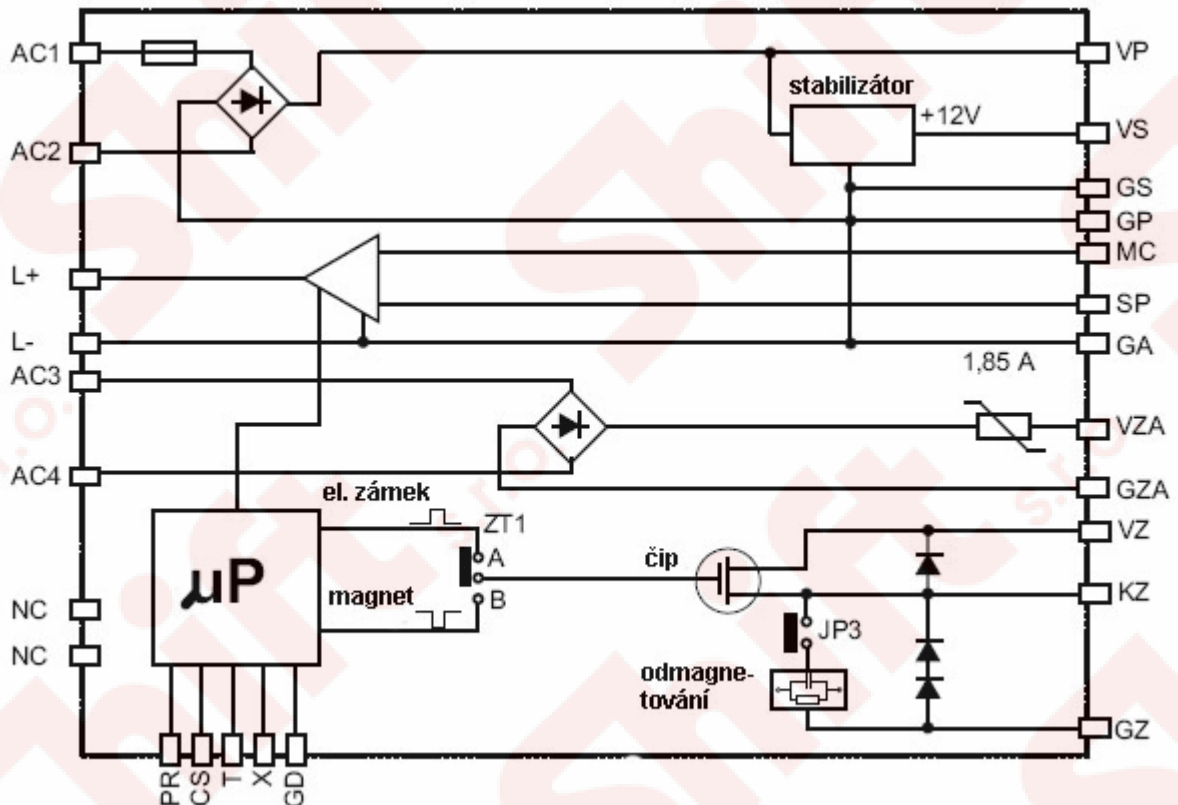 AC1
VP
stabilizátor
+12V
VS
AC2
GS
GP
MC
L+
SP
L-
GA
1,85 A
AC3
VZA
AC4
GZA
el. zámek
ZT1
VZ
A
čip
µP
KZ
magnet
B
NC
JP3
NC
odmagne-
tování
GZ
PR
CS
T
X
GD
Shift
s.r.o.